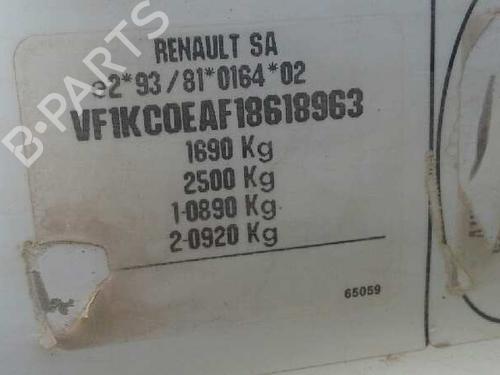 RENAULT SA
e2*93/81*0164*02
VF1KC0EAF18618963
1690 Kg
2500 Kg
1-0890 Kg
2-0920 Kg
65059
B-PARTS